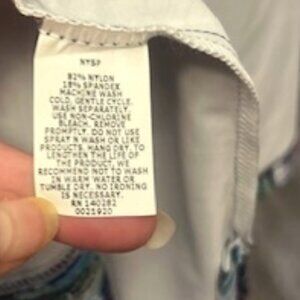 NYSP
82% NYLON
18% SPANDEX
MACHINE WASH
COLD, GENTLE CYCLE.
WASH SEPARATELY.
USE NON-CHLORINE
BLEACH. REMOVE
PROMPTLY. DO NOT USE
SPRAY N WASH OR LIKE
PRODUCTS. HANG DRY. TO
LENGTHEN THE LIFE OF
THE PRODUCT, WE
RECOMMEND NOT TO WASH
IN WARM WATER OR
TUMBLE DRY. NO IRONING
IS NECESSARY.
RN 140282
0021920